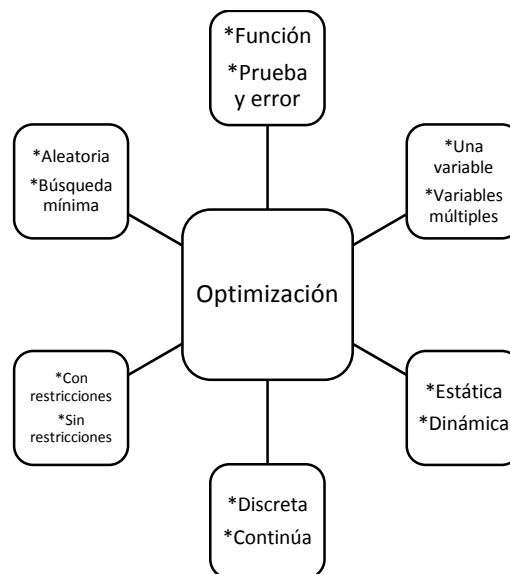 *Función
*Prueba
y error
*Aleatoria
*Búsqueda
mínima
*Una
variable
*Variables
múltiples
Optimización
*Con
restricciones
*Sin
restricciones
*Estática
*Dinámica
*Discreta
*Continúa